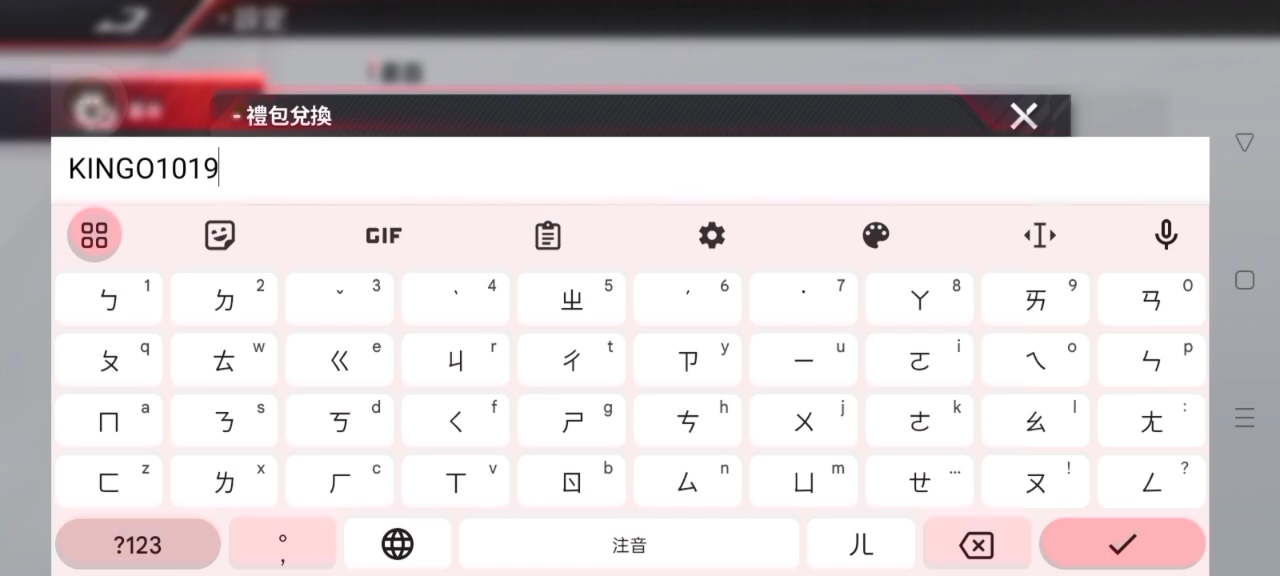 - 設定
- 禮包兌換
KINGO1019
GIF
ㄅ 1 ㄉ 2 ˇ 3 ˋ 4 ㄓ 5 ˊ 6 ˙ 7 ㄚ 8 ㄞ 9 ㄢ 0
ㄆ q ㄊ w ㄍ e ㄐ r ㄔ t ㄗ y ㄧ u ㄛ i ㄟ o ㄣ p
ㄇ a ㄋ s ㄎ d ㄑ f ㄕ g ㄘ h ㄨ j ㄜ k ㄠ l ㄤ :
ㄈ z ㄌ x ㄏ c ㄒ v ㄖ b ㄙ n ㄩ m ㄝ … ㄡ ! ㄥ ?
?123 。 , 注音 ㄦ